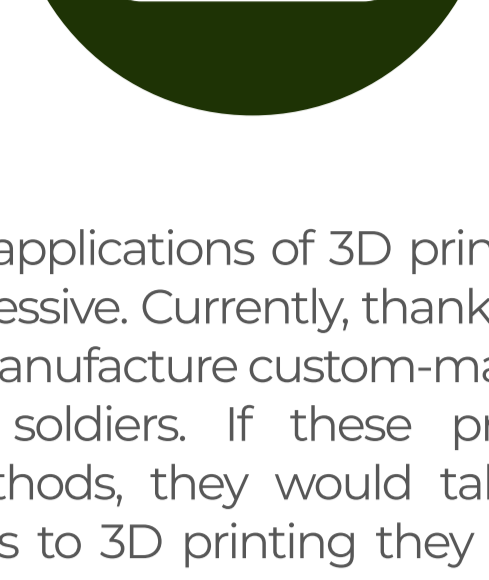 applications of 3D prin
essive. Currently, thank
anufacture custom-ma
soldiers. If these pr
thods, they would tal
s to 3D printing they